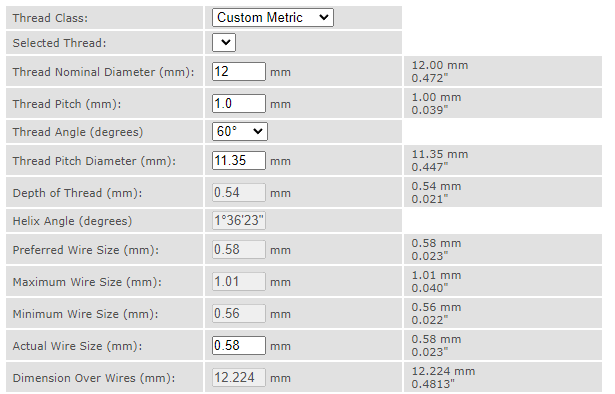 Thread Class: Custom Metric
Selected Thread:
Thread Nominal Diameter (mm): 12 mm 12.00 mm
0.472"
Thread Pitch (mm): 1.0 mm 1.00 mm
0.039"
Thread Angle (degrees) 60°
Thread Pitch Diameter (mm): 11.35 mm 11.35 mm
0.447"
Depth of Thread (mm): 0.54 mm 0.54 mm
0.021"
Helix Angle (degrees) 1°36'23"
Preferred Wire Size (mm): 0.58 mm 0.58 mm
0.023"
Maximum Wire Size (mm): 1.01 mm 1.01 mm
0.040"
Minimum Wire Size (mm): 0.56 mm 0.56 mm
0.022"
Actual Wire Size (mm): 0.58 mm 0.58 mm
0.023"
Dimension Over Wires (mm): 12.224 mm 12.224 mm
0.4813"